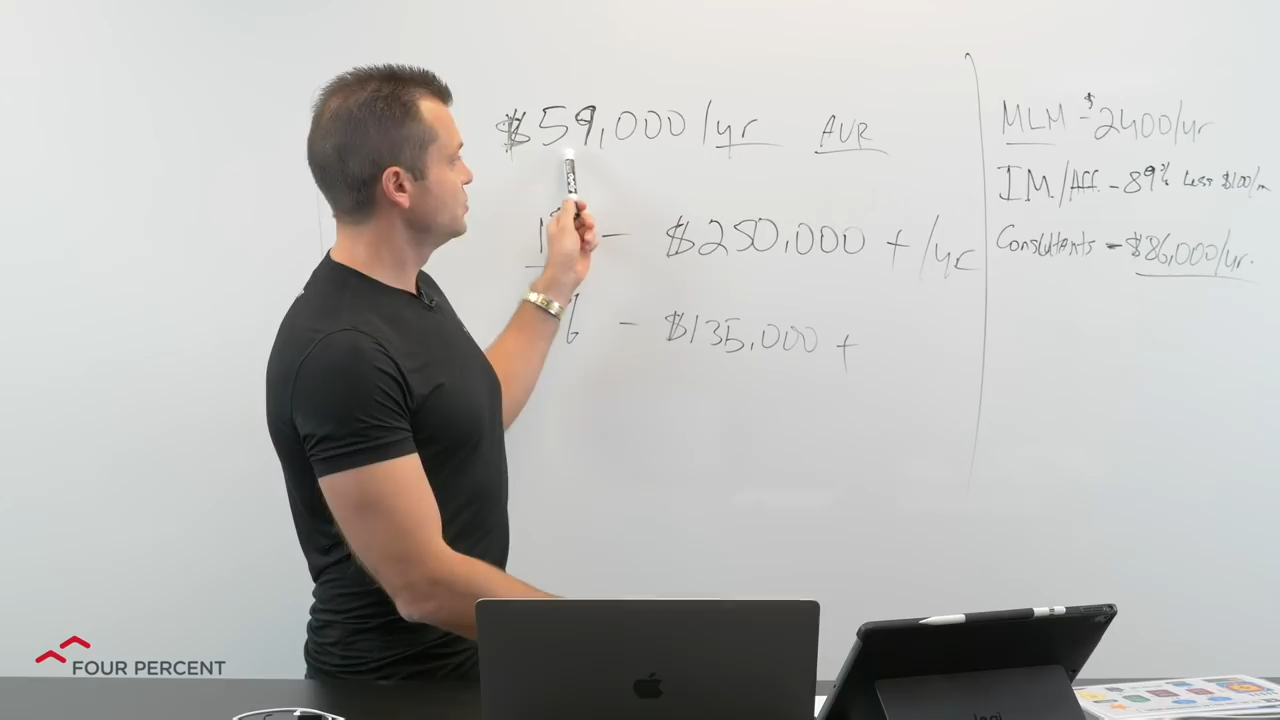 $59,000 /yr AVR
- $250,000 + /yr
6 - $135,000 +
MLM - $2400/yr
I.M./Aff. - 89% Less $100/m
Consultants - $86,000/yr.
FOUR PERCENT
logi